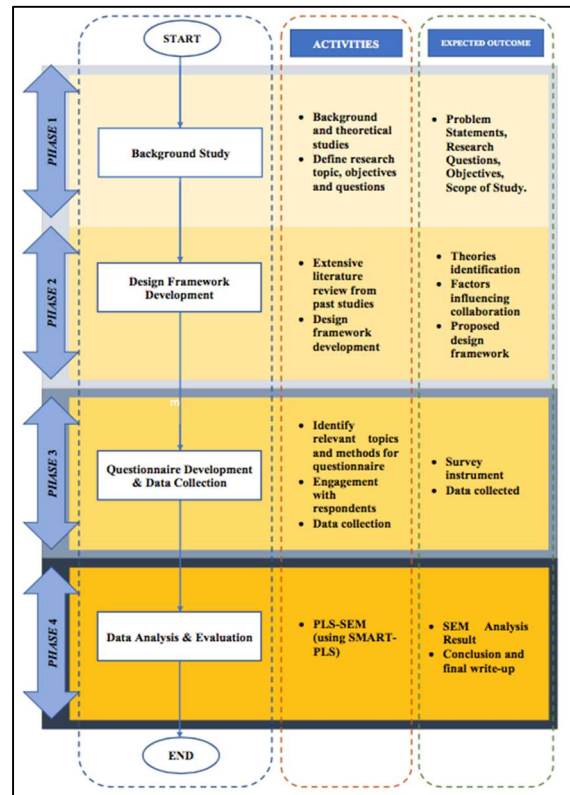 START
ACTIVITIES
EXPECTED OUTCOME
PHASE 1
Background Study
• Background
and theoretical
studies
• Define research
topic, objectives
and questions
• Problem
Statements,
Research
Questions,
Objectives,
Scope of Study.
PHASE 2
Design Framework
Development
• Extensive
literature
review from
past studies
• Design
framework
development
• Theories
identification
• Factors
influencing
collaboration
• Proposed
design
framework
m
PHASE 3
Questionnaire Development
& Data Collection
• Identify
relevant topics
and methods for
questionnaire
• Engagement
with
respondents
• Data collection
• Survey
instrument
• Data collected
PHASE 4
Data Analysis & Evaluation
• PLS-SEM
(using SMART-
PLS)
• SEM Analysis
Result
• Conclusion and
final write-up
END